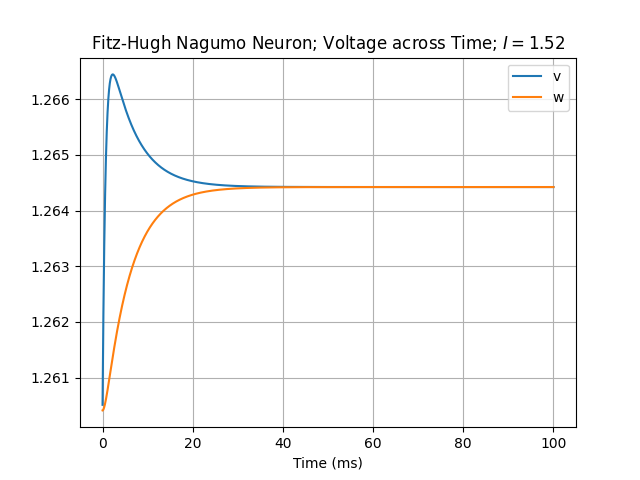 Fitz-Hugh Nagumo Neuron; Voltage across Time; I = 1.52
v
w
1.266
1.265
1.264
1.263
1.262
1.261
0 20 40 60 80 100
Time (ms)